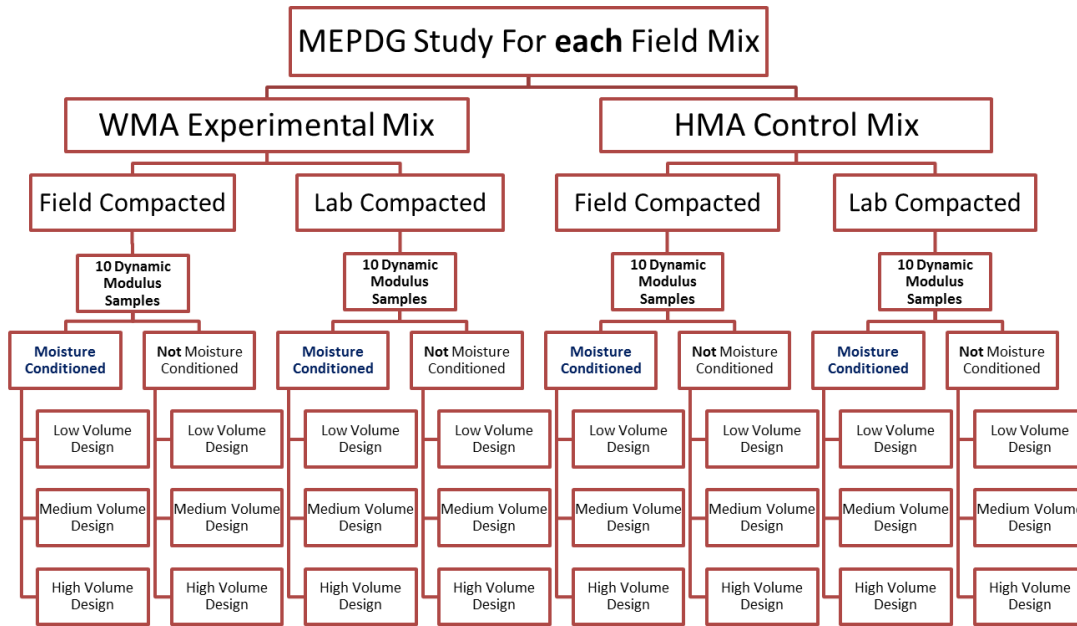 MEPDG Study For each Field Mix
WMA Experimental Mix
HMA Control Mix
Field Compacted
Lab Compacted
Field Compacted
Lab Compacted
10 Dynamic
Modulus
Samples
10 Dynamic
Modulus
Samples
10 Dynamic
Modulus
Samples
10 Dynamic
Modulus
Samples
Moisture
Conditioned
Not Moisture
Conditioned
Moisture
Conditioned
Not Moisture
Conditioned
Moisture
Conditioned
Not Moisture
Conditioned
Moisture
Conditioned
Not Moisture
Conditioned
Low Volume
Design
Low Volume
Design
Low Volume
Design
Low Volume
Design
Low Volume
Design
Low Volume
Design
Low Volume
Design
Low Volume
Design
Medium Volume
Design
Medium Volume
Design
Medium Volume
Design
Medium Volume
Design
Medium Volume
Design
Medium Volume
Design
Medium Volume
Design
Medium Volume
Design
High Volume
Design
High Volume
Design
High Volume
Design
High Volume
Design
High Volume
Design
High Volume
Design
High Volume
Design
High Volume
Design